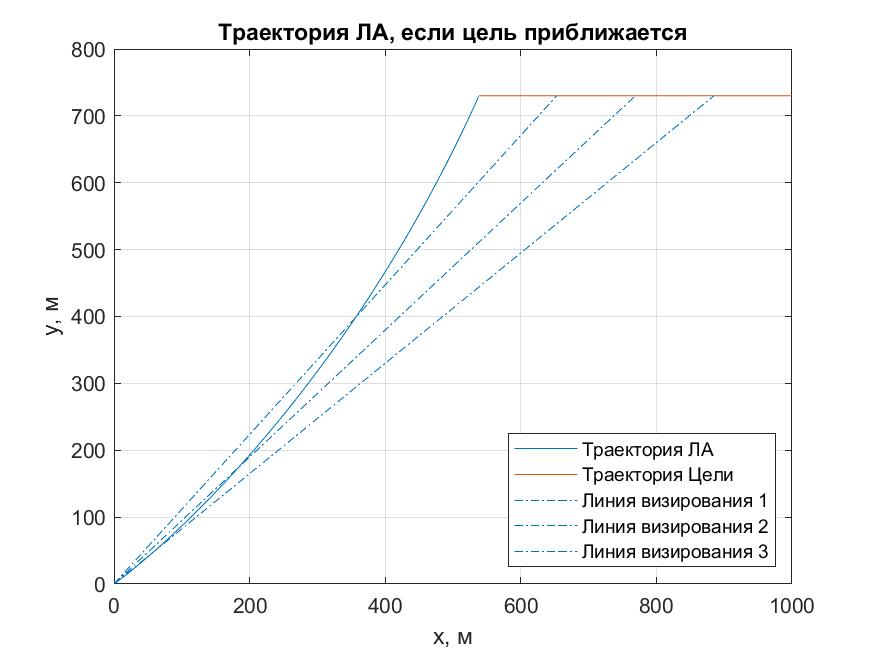 Траектория ЛА, если цель приближается
800
700
600
500
400
300
200
100
0
y, м
0 200 400 600 800 1000
x, м
Траектория ЛА
Траектория Цели
Линия визирования 1
Линия визирования 2
Линия визирования 3